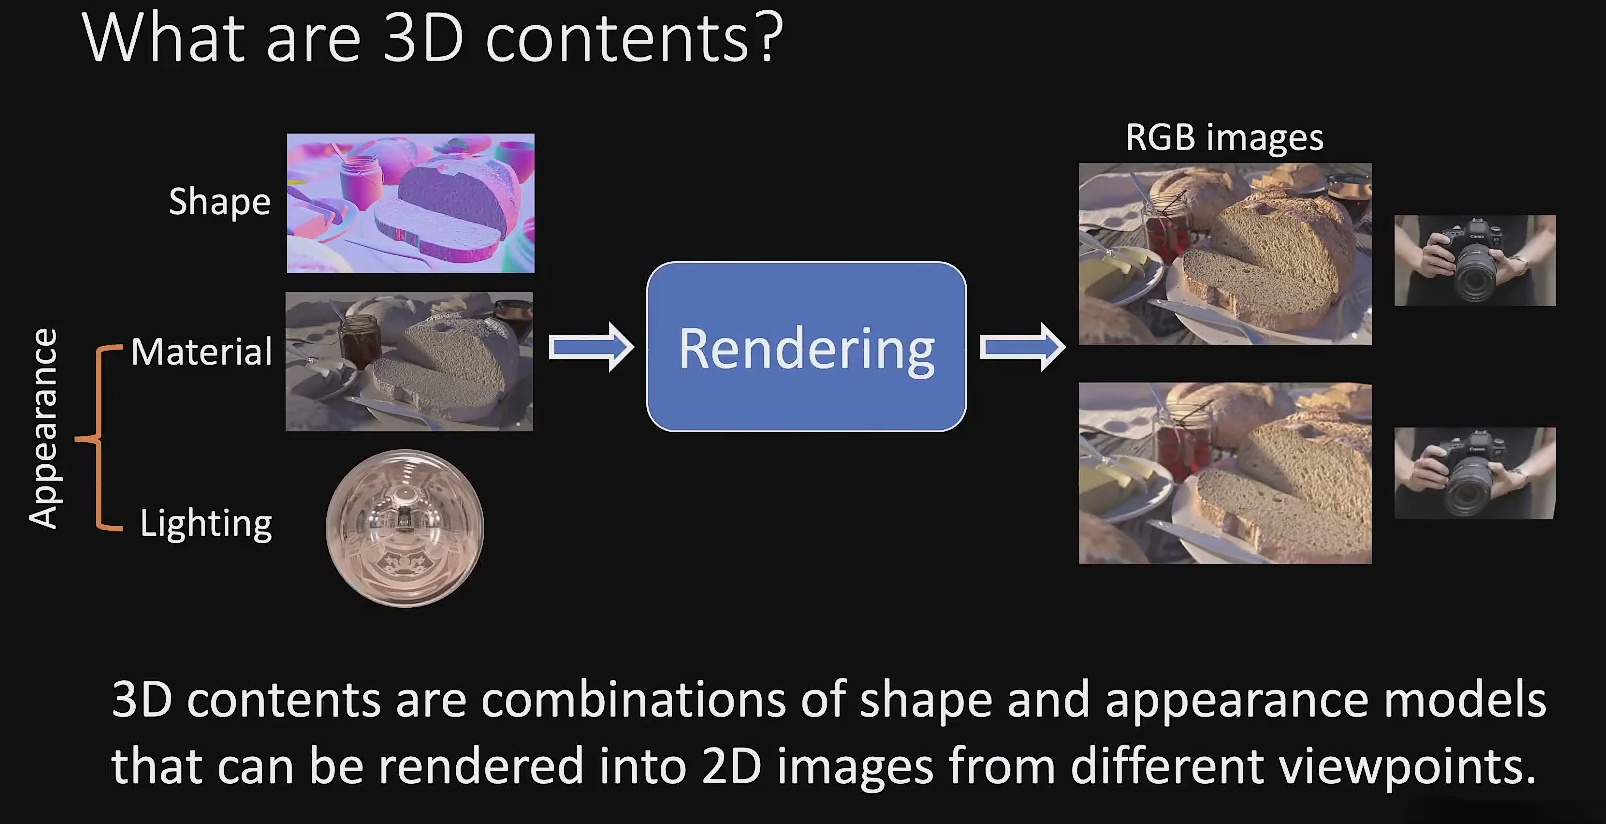 What are 3D contents?
RGB images
Shape
Material
Appearance
Rendering
Lighting
3D contents are combinations of shape and appearance models
that can be rendered into 2D images from different viewpoints.